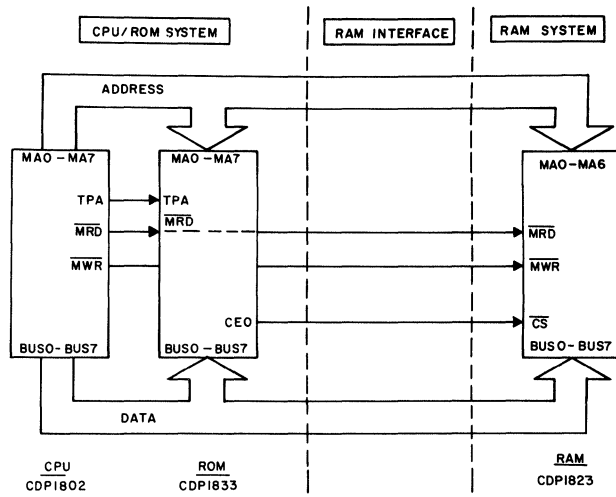 CPU/ROM SYSTEM
RAM INTERFACE
RAM SYSTEM
ADDRESS
MA0-MA7
MA0-MA7
MA0-MA6
TPA
TPA
MRD
MRD
MRD
MWR
MWR
CEO
CS
BUS0-BUS7
BUS0-BUS7
BUS0-BUS7
DATA
CPU
CDP1802
ROM
CDP1833
RAM
CDP1823